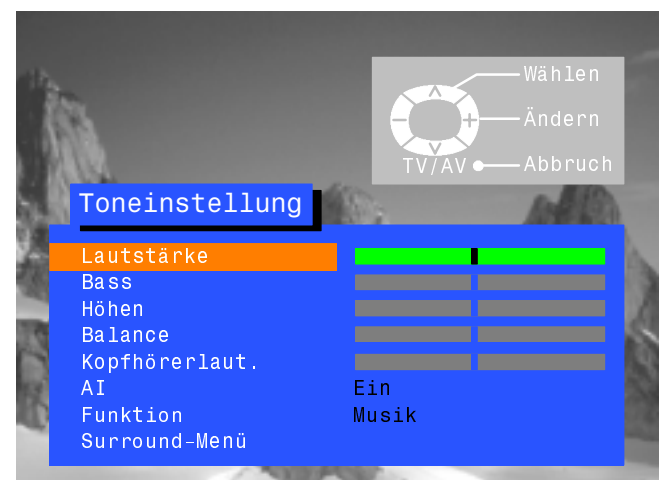 Wählen
Ändern
TV/AV Abbruch
Toneinstellung
Lautstärke
Bass
Höhen
Balance
Kopfhörerlaut.
AI Ein
Funktion Musik
Surround-Menü